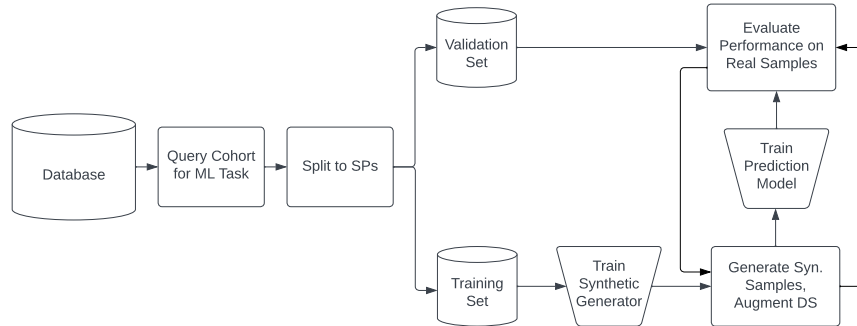 Database
Query Cohort
for ML Task
Split to SPs
Validation
Set
Training
Set
Train
Synthetic
Generator
Generate Syn.
Samples,
Augment DS
Train
Prediction
Model
Evaluate
Performance on
Real Samples